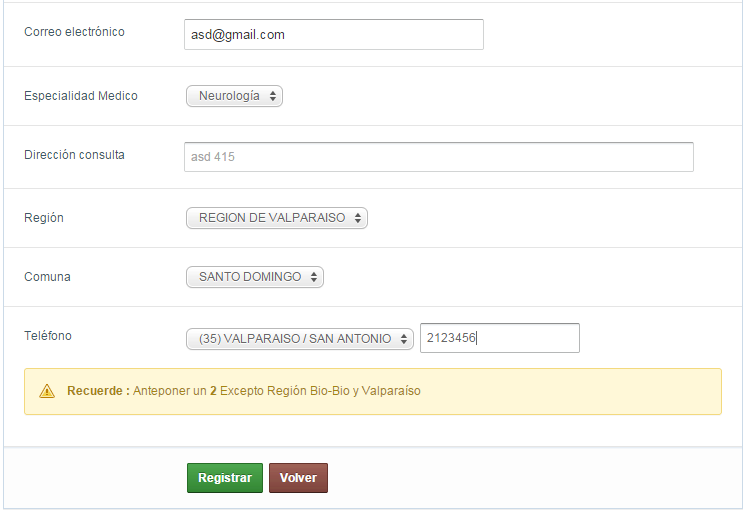 Correo electrónico asd@gmail.com
Especialidad Medico Neurología
Dirección consulta asd 415
Región REGION DE VALPARAISO
Comuna SANTO DOMINGO
Teléfono (35) VALPARAISO / SAN ANTONIO 2123456
Recuerde : Anteponer un 2 Excepto Región Bio-Bio y Valparaíso
Registrar Volver